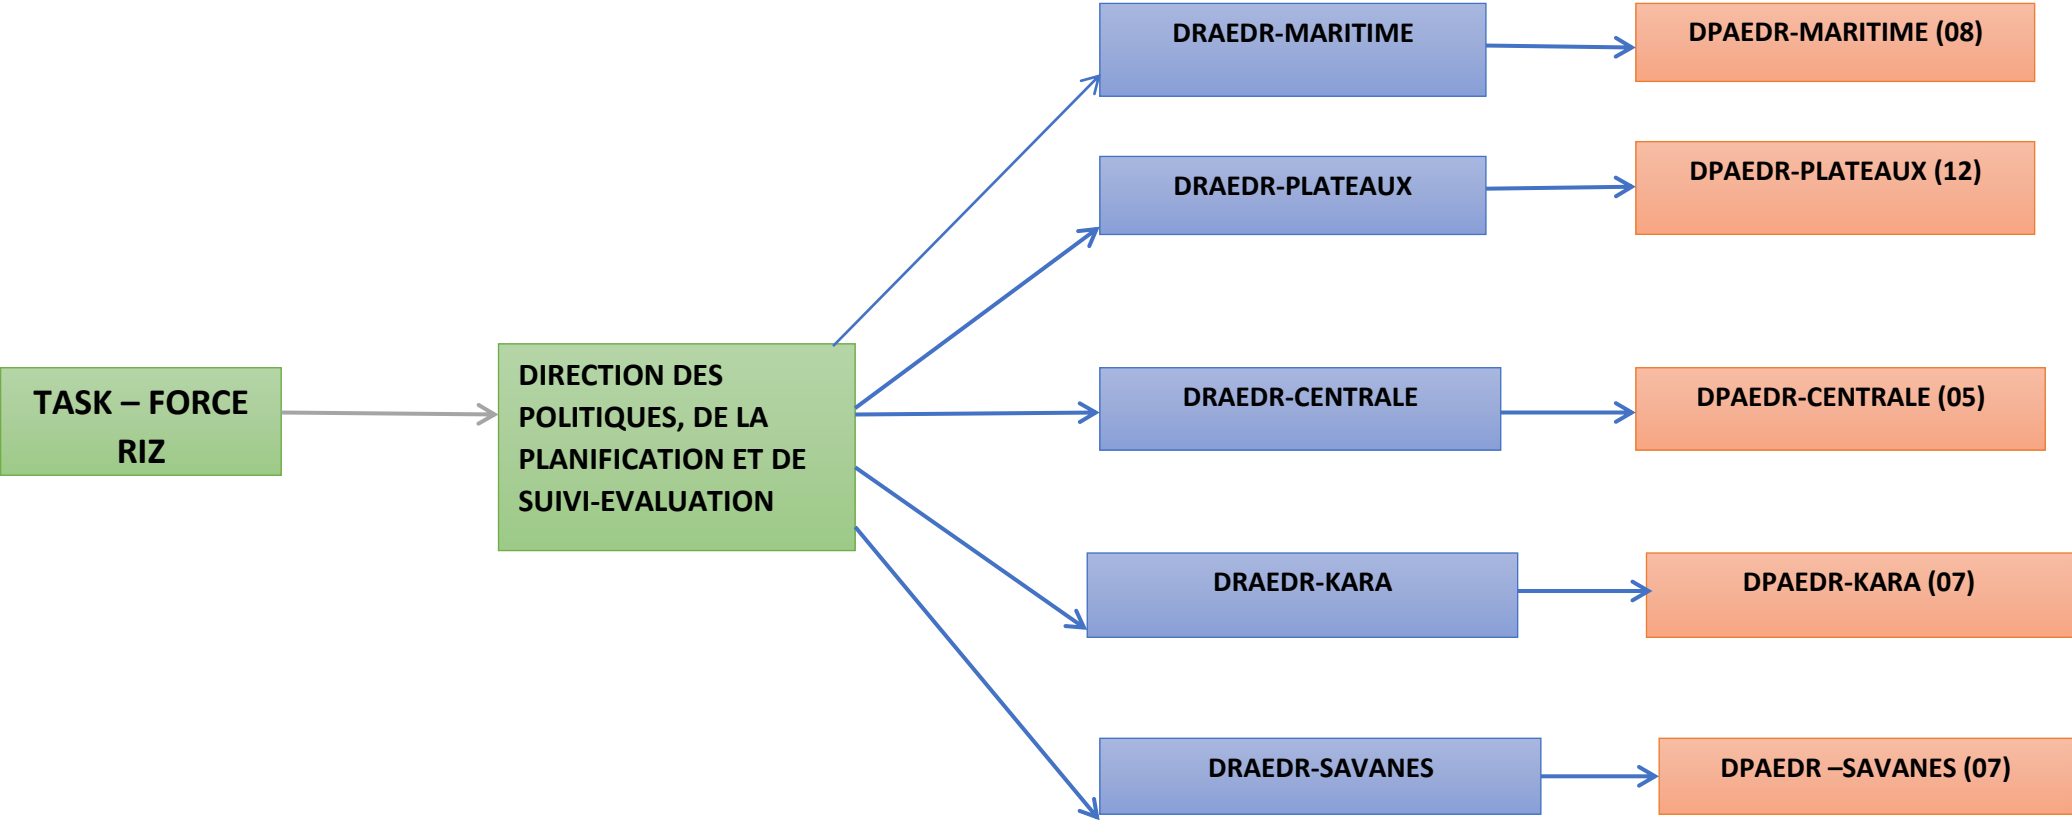 TASK – FORCE
RIZ
DIRECTION DES
POLITIQUES, DE LA
PLANIFICATION ET DE
SUIVI-EVALUATION
DRAEDR-MARITIME
DPAEDR-MARITIME (08)
DRAEDR-PLATEAUX
DPAEDR-PLATEAUX (12)
DRAEDR-CENTRALE
DPAEDR-CENTRALE (05)
DRAEDR-KARA
DPAEDR-KARA (07)
DRAEDR-SAVANES
DPAEDR –SAVANES (07)